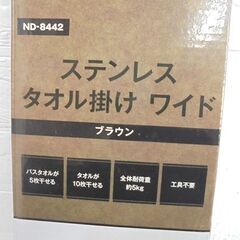 ND-8442
ステンレス
タオル掛け ワイド
ブラウン
バスタオルが
5枚干せる
タオルが
10枚干せる
全体耐荷重
約5kg
工具不要